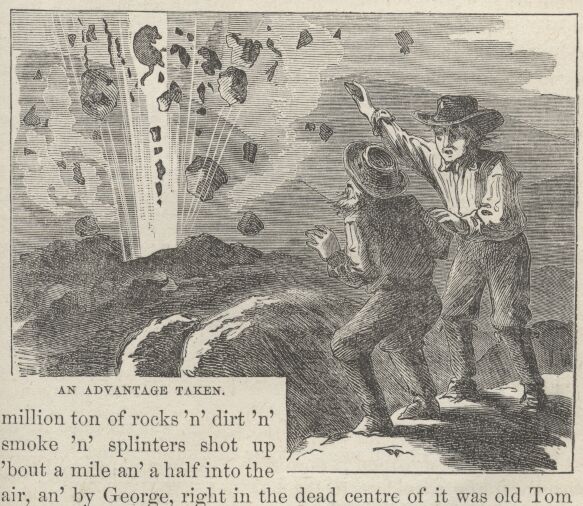 AN ADVANTAGE TAKEN.
million ton of rocks 'n' dirt 'n'
smoke 'n' splinters shot up
'bout a mile an' a half into the
air, an' by George, right in the dead centre of it was old Tom